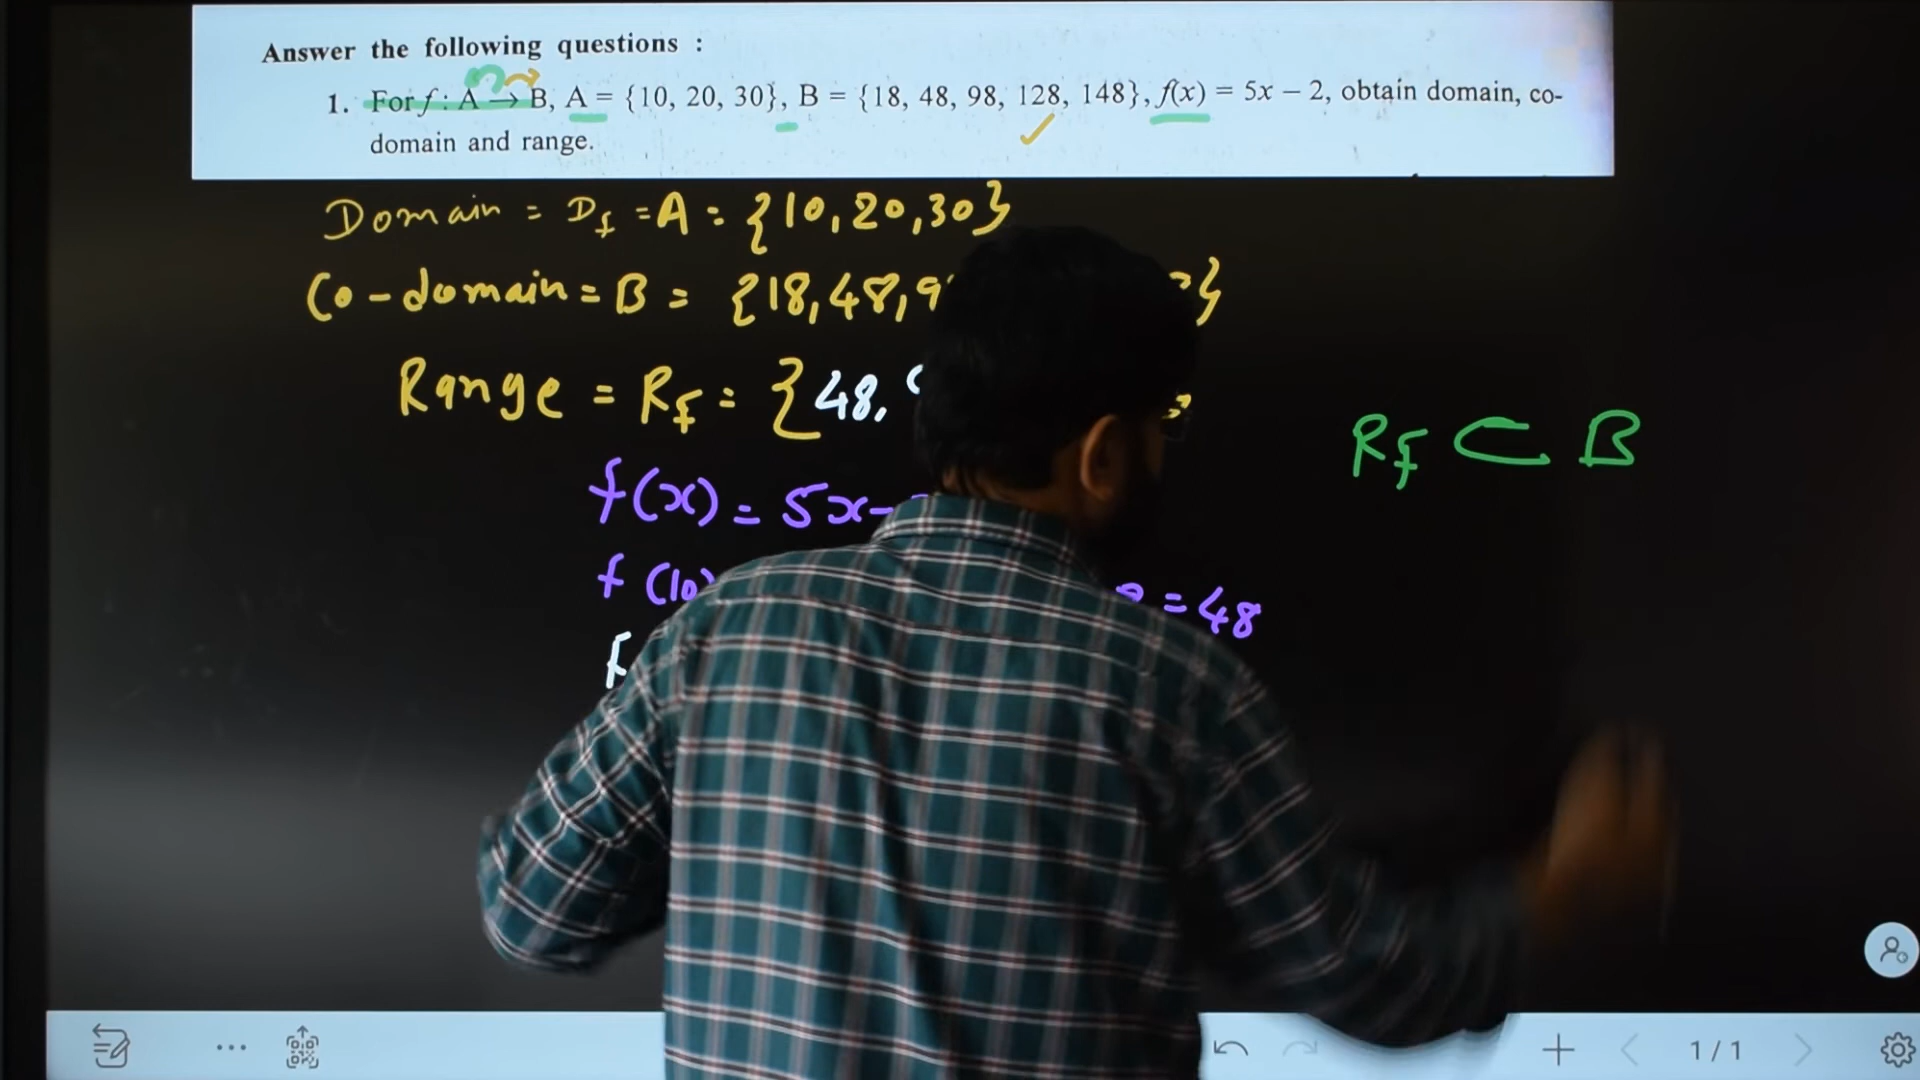 Answer the following questions :
1. For f : A → B, A = {10, 20, 30}, B = {18, 48, 98, 128, 148}, f(x) = 5x − 2, obtain domain, co-
domain and range.
Domain = Df = A = {10, 20, 30}
Co-domain = B = {18, 48, }
Range = Rf = {48,
Rf ⊂ B
f(x) = 5x -
f(10) = 48
1/1